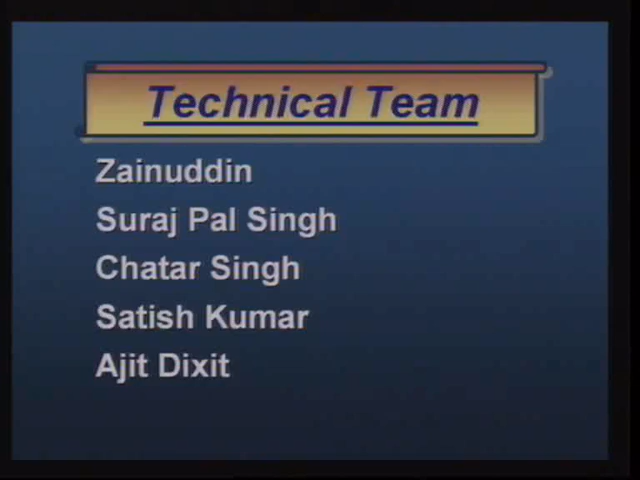 Technical Team
Zainuddin
Suraj Pal Singh
Chatar Singh
Satish Kumar
Ajit Dixit